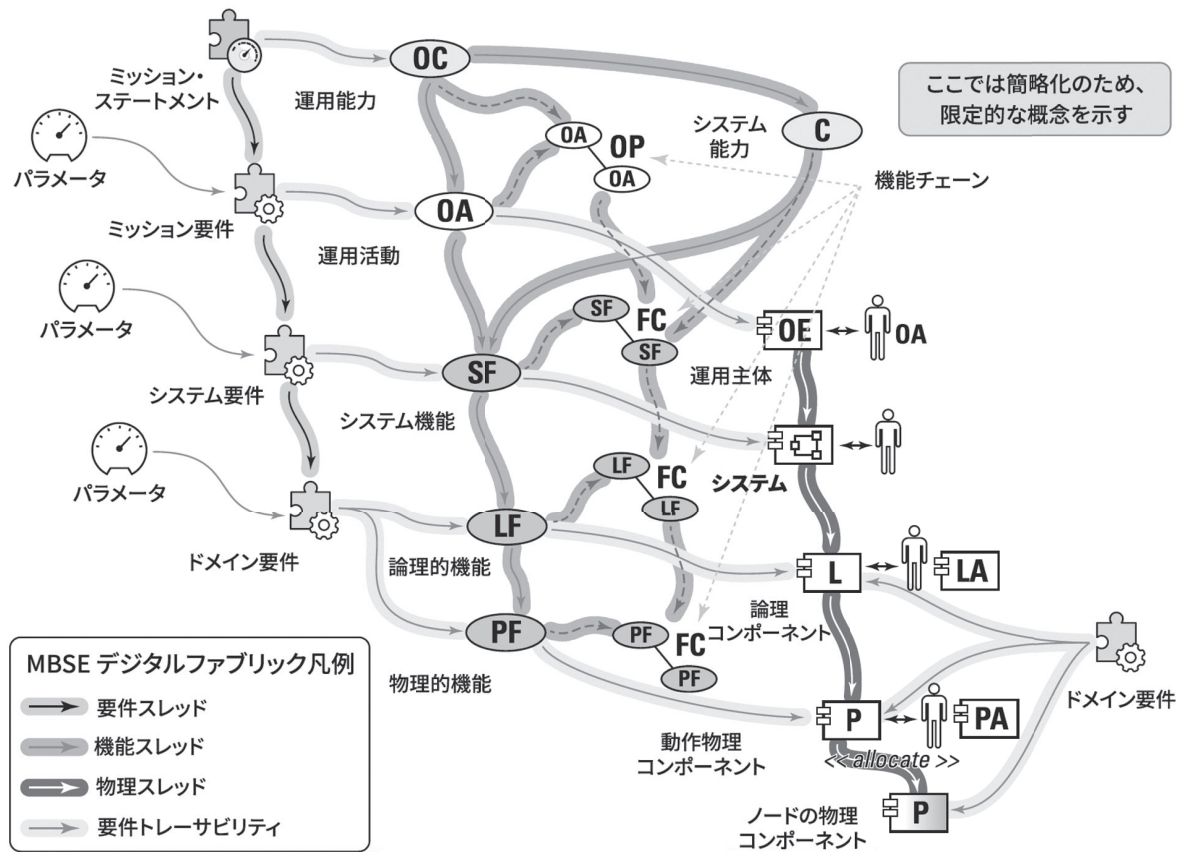 ミッション・
ステートメント
運用能力
OC
システム
能力
C
ここでは簡略化のため、
限定的な概念を示す
パラメータ
ミッション要件
OA
運用活動
OA
OP
OA
機能チェーン
パラメータ
システム要件
SF
システム機能
SF
FC
SF
OE
OA
運用主体
パラメータ
ドメイン要件
LF
論理的機能
LF
FC
LF
システム
L
LA
論理
コンポーネント
PF
物理的機能
PF
FC
PF
P
PA
動作物理
コンポーネント
<< allocate >>
P
ノードの物理
コンポーネント
ドメイン要件
MBSE デジタルファブリック凡例
要件スレッド
機能スレッド
物理スレッド
要件トレーサビリティ